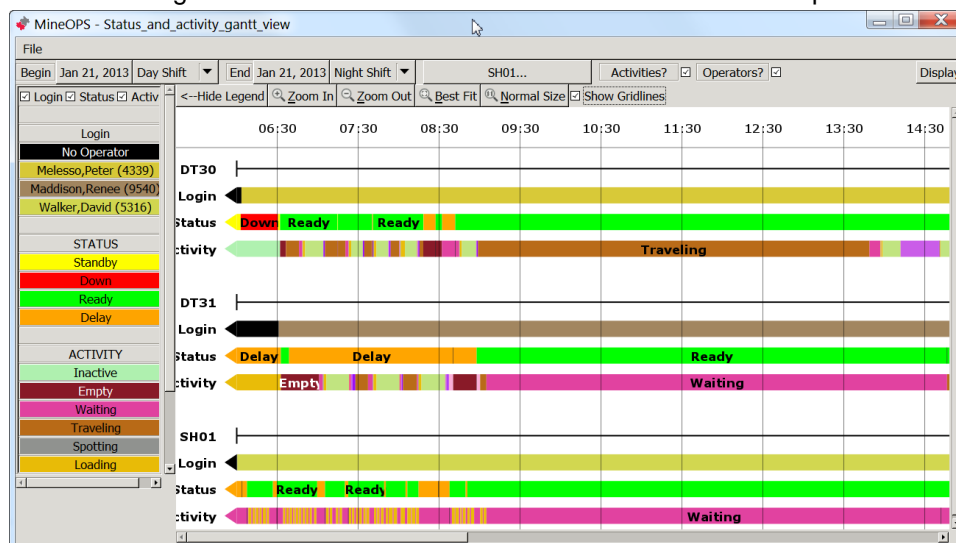 MineOPS - Status_and_activity_gantt_view
File
Begin Jan 21, 2013 Day Shift End Jan 21, 2013 Night Shift SH01... Activities? Operators? Display
Login Status Activ <--Hide Legend Zoom In Zoom Out Best Fit Normal Size Show Gridlines
06:30 07:30 08:30 09:30 10:30 11:30 12:30 13:30 14:30
Login
No Operator
Melesso,Peter (4339)
Maddison,Renee (9540)
Walker,David (5316)
STATUS
Standby
Down
Ready
Delay
ACTIVITY
Inactive
Empty
Waiting
Traveling
Spotting
Loading
DT30
Login
Status Down Ready Ready
ctivity Traveling
DT31
Login
Status Delay Delay Ready
ctivity Empty Waiting
SH01
Login
Status Ready Ready
ctivity Waiting